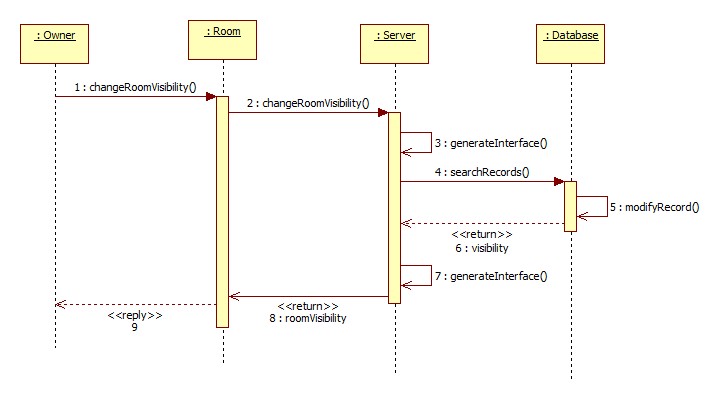 : Owner
: Room
: Server
: Database
1 : changeRoomVisibility()
2 : changeRoomVisibility()
3 : generateInterface()
4 : searchRecords()
5 : modifyRecord()
<<return>>
6 : visibility
7 : generateInterface()
<<return>>
8 : roomVisibility
<<reply>>
9